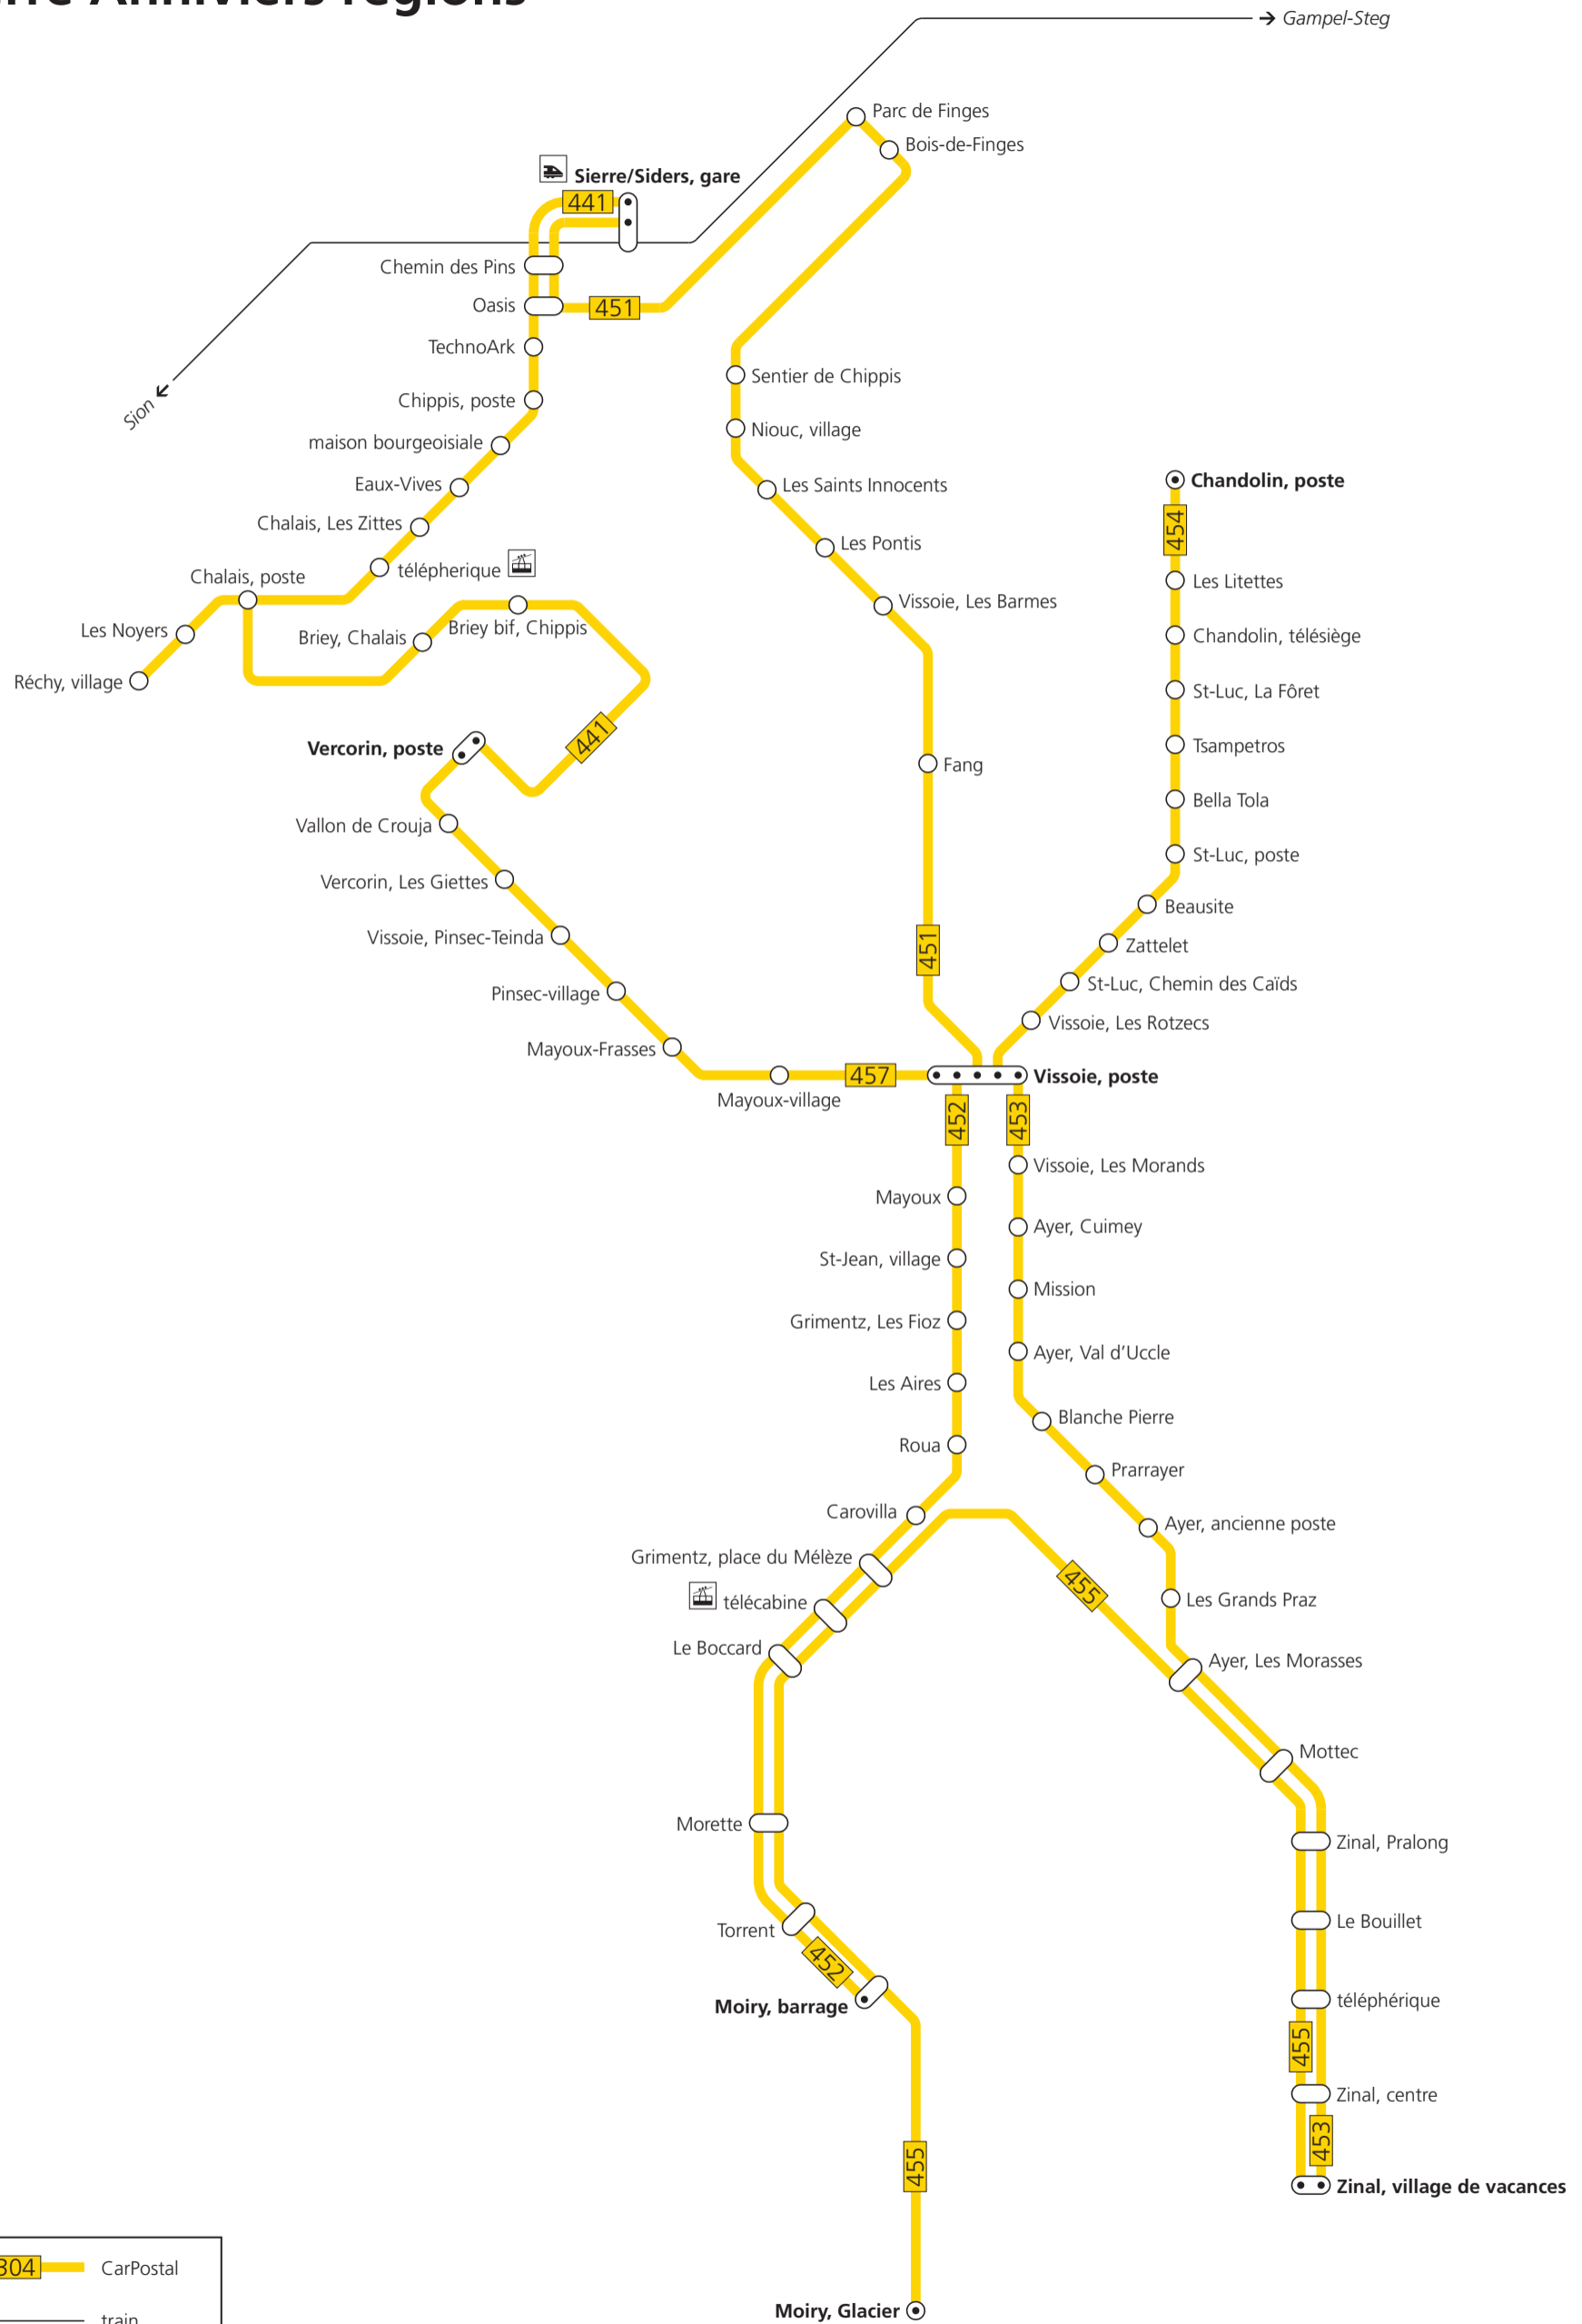 rre-Anniviers regions
Gampel-Steg
Parc de Finges
Bois-de-Finges
Sierre/Siders, gare
441
Chemin des Pins
Oasis
451
TechnoArk
Sion
Chippis, poste
maison bourgeoisiale
Eaux-Vives
Chalais, Les Zittes
télépherique
Chalais, poste
Les Noyers
Réchy, village
Briey, Chalais
Briey bif, Chippis
441
Vercorin, poste
Vallon de Crouja
Vercorin, Les Giettes
Vissoie, Pinsec-Teinda
Pinsec-village
Mayoux-Frasses
Mayoux-village
457
Sentier de Chippis
Niouc, village
Les Saints Innocents
Les Pontis
Vissoie, Les Barmes
Fang
451
Chandolin, poste
454
Les Litettes
Chandolin, télésiège
St-Luc, La Fôret
Tsampetros
Bella Tola
St-Luc, poste
Beausite
Zattelet
St-Luc, Chemin des Caïds
Vissoie, Les Rotzecs
Vissoie, poste
452
453
Mayoux
St-Jean, village
Grimentz, Les Fioz
Les Aires
Roua
Carovilla
Grimentz, place du Mélèze
télécabine
Le Boccard
Morette
Torrent
452
Moiry, barrage
455
Moiry, Glacier
Vissoie, Les Morands
Ayer, Cuimey
Mission
Ayer, Val d’Uccle
Blanche Pierre
Prarrayer
Ayer, ancienne poste
Les Grands Praz
455
Ayer, Les Morasses
Mottec
Zinal, Pralong
Le Bouillet
téléphérique
455
Zinal, centre
453
Zinal, village de vacances
304
CarPostal
train